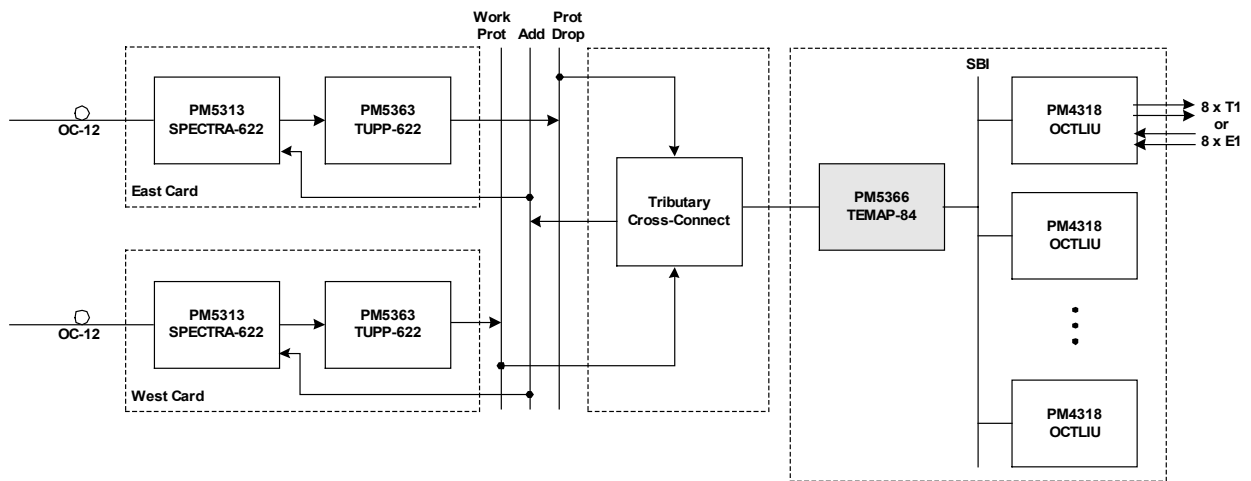 Work
Prot
Add
Prot
Drop
OC-12
PM5313
SPECTRA-622
PM5363
TUPP-622
East Card
OC-12
PM5313
SPECTRA-622
PM5363
TUPP-622
West Card
Tributary
Cross-Connect
PM5366
TEMAP-84
SBI
PM4318
OCTLIU
8 x T1
or
8 x E1
PM4318
OCTLIU
PM4318
OCTLIU